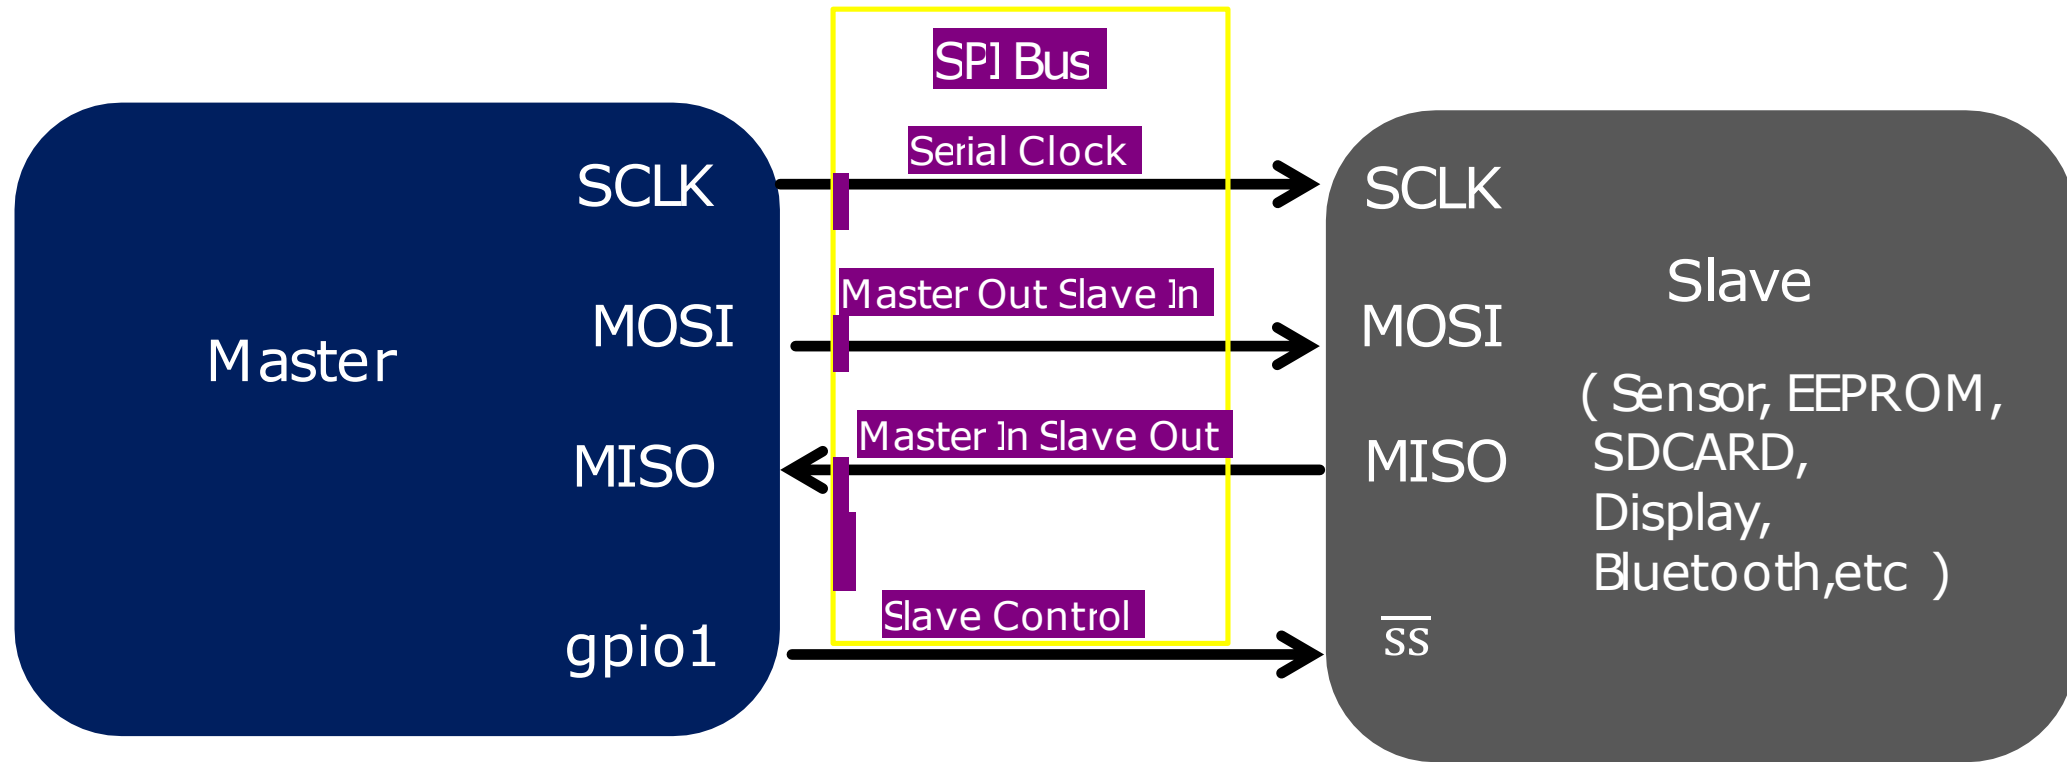 SPI Bus
Serial Clock
SCLK
SCLK
Master Out Slave In
MOSI
MOSI
Master
Slave
( Sensor, EEPROM,
SDCARD,
Display,
Bluetooth,etc )
Master In Slave Out
MISO
MISO
Slave Control
gpio1
s̅s̅